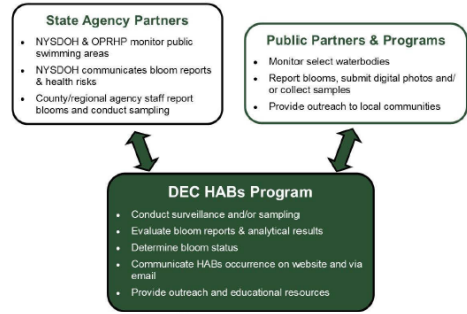 State Agency Partners
• NYSDOH & OPRHP monitor public
swimming areas
• NYSDOH communicates bloom reports
& health risks
• County/regional agency staff report
blooms and conduct sampling
Public Partners & Programs
• Monitor select waterbodies
• Report blooms, submit digital photos and/
or collect samples
• Provide outreach to local communities
DEC HABs Program
• Conduct surveillance and/or sampling
• Evaluate bloom reports & analytical results
• Determine bloom status
• Communicate HABs occurrence on website and via
email
• Provide outreach and educational resources